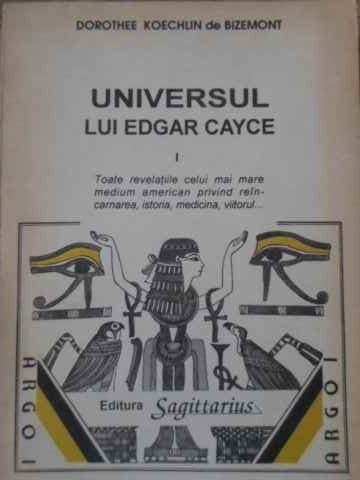 DOROTHEE KOECHLIN de BIZEMONT
UNIVERSUL
LUI EDGAR CAYCE
I
Toate revelațiile celui mai mare
medium american privind reîn-
carnarea, istoria, medicina, viitorul...
ARGO I
Editura Sagittarius
ARGO I